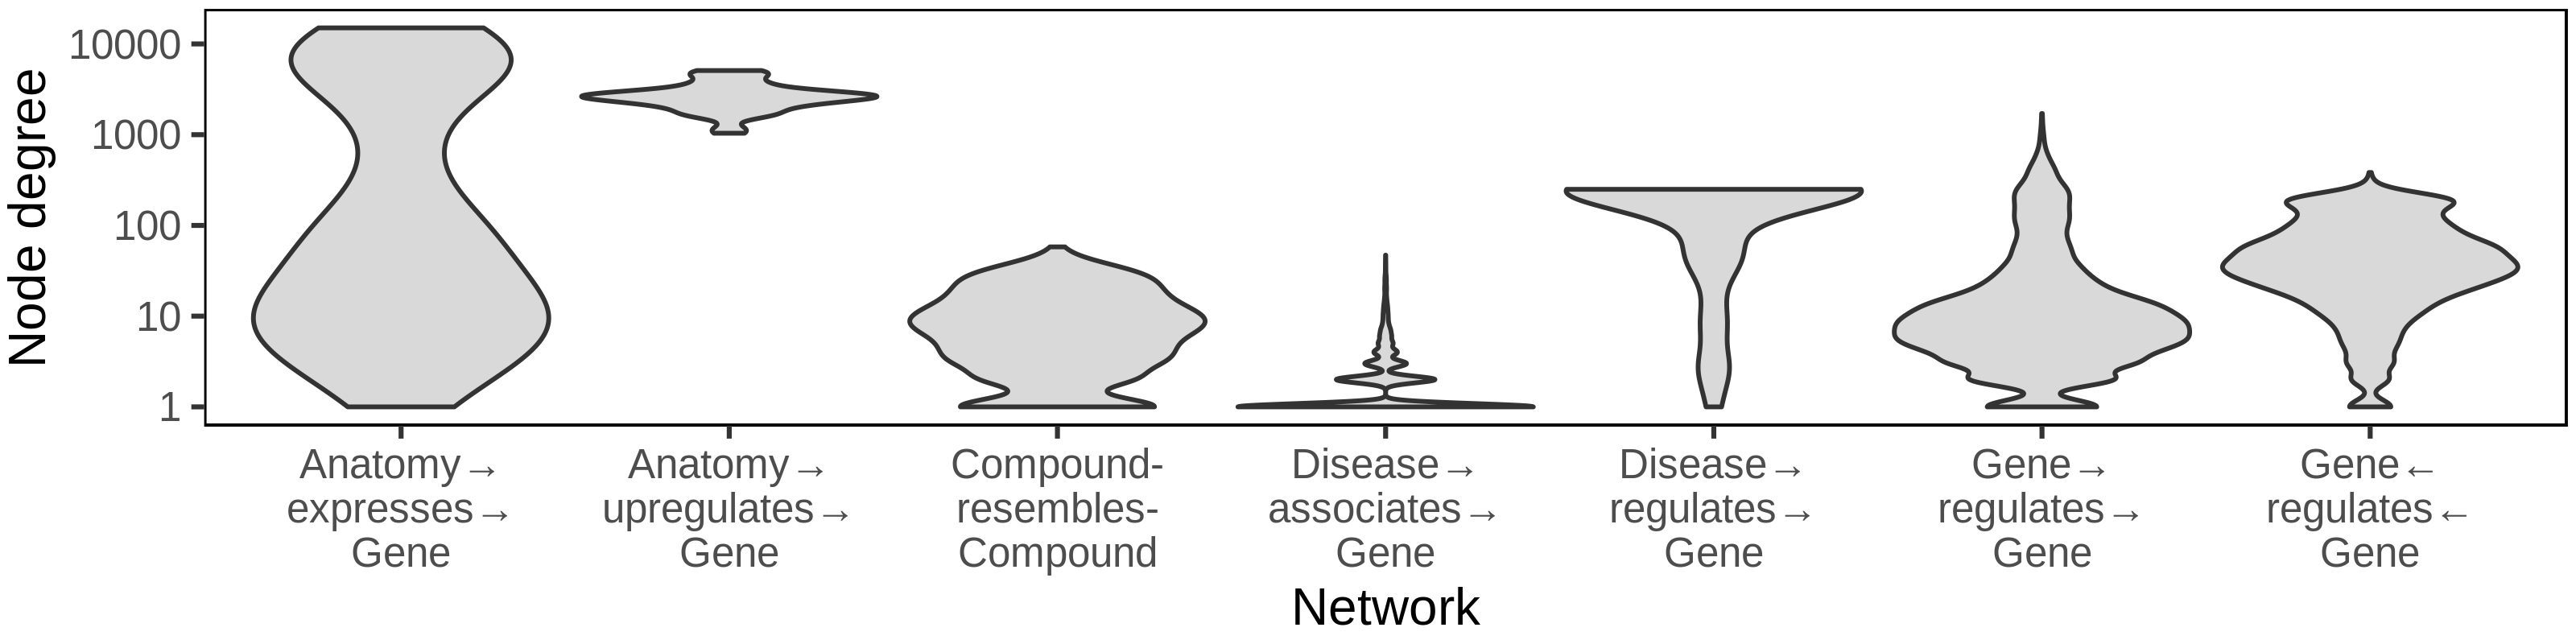 Node degree
10000
1000
100
10
1
Anatomy→
expresses→
Gene
Anatomy→
upregulates→
Gene
Compound-
resembles-
Compound
Disease→
associates→
Gene
Disease→
regulates→
Gene
Gene→
regulates→
Gene
Gene←
regulates←
Gene
Network